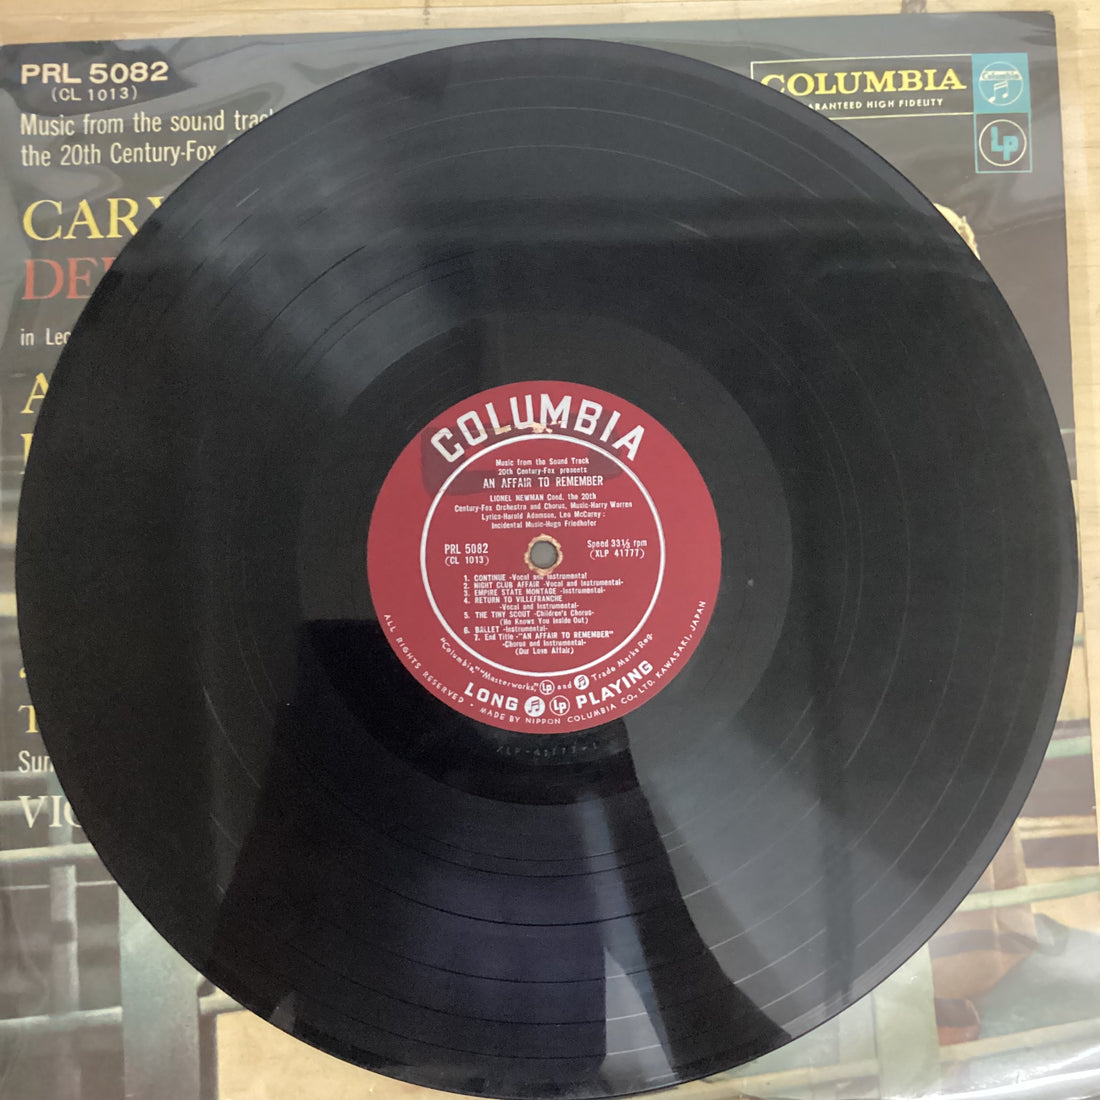 PRL 5082
(CL 1013)
Music from the sound
the 20th Century-Fox
COLUMBIA
GUARANTEED HIGH FIDELITY
Columbia
Lp
in
COLUMBIA
Music from the Sound Track
20th Century-Fox presents
AN AFFAIR TO REMEMBER
LIONEL NEWMAN Cond. the 20th
Century-Fox Orchestra and Chorus, Music-Harry Warren
Lyrics-Harold Adamson, Leo McCarey:
Incidental Music-Hugo Friedhofer
PRL 5082
(CL 1013)
Speed 33⅓ rpm
(XLP 41777)
1. CONTINUE -Vocal and Instrumental
2. NIGHT CLUB AFFAIR -Vocal and Instrumental-
3. EMPIRE STATE MONTAGE -Instrumental-
4. RETURN TO VILLEFRANCHE
-Vocal and Instrumental-
5. THE TINY SCOUT -Children's Chorus-
(He Knows You Inside Out)
6. BALLET -Instrumental-
7. End Title -"AN AFFAIR TO REMEMBER"
-Chorus and Instrumental-
(Our Love Affair)
"Columbia," "Masterworks," Lp and Trade Marks Reg.
LONG Lp PLAYING
ALL RIGHTS RESERVED · MADE BY NIPPON COLUMBIA CO., LTD. KAWASAKI, JAPAN